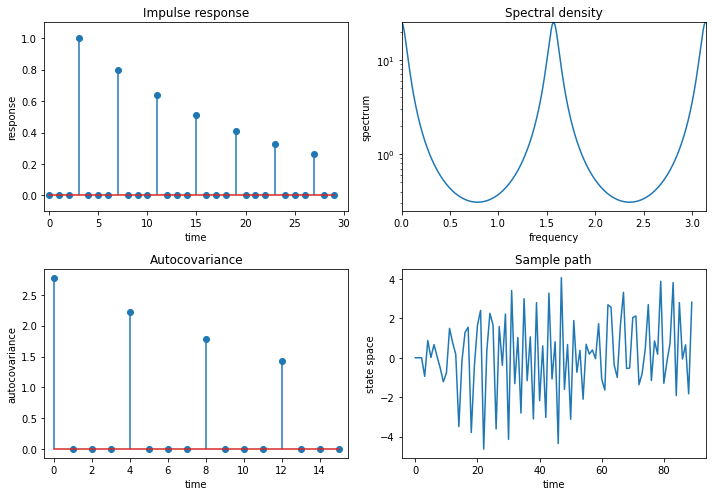 Impulse response
1.0
0.8
0.6
0.4
0.2
0.0
response
0 5 10 15 20 25 30
time
Spectral density
10^1
10^0
spectrum
0.0 0.5 1.0 1.5 2.0 2.5 3.0
frequency
Autocovariance
2.5
2.0
1.5
1.0
0.5
0.0
autocovariance
0 2 4 6 8 10 12 14
time
Sample path
4
2
0
−2
−4
state space
0 20 40 60 80
time